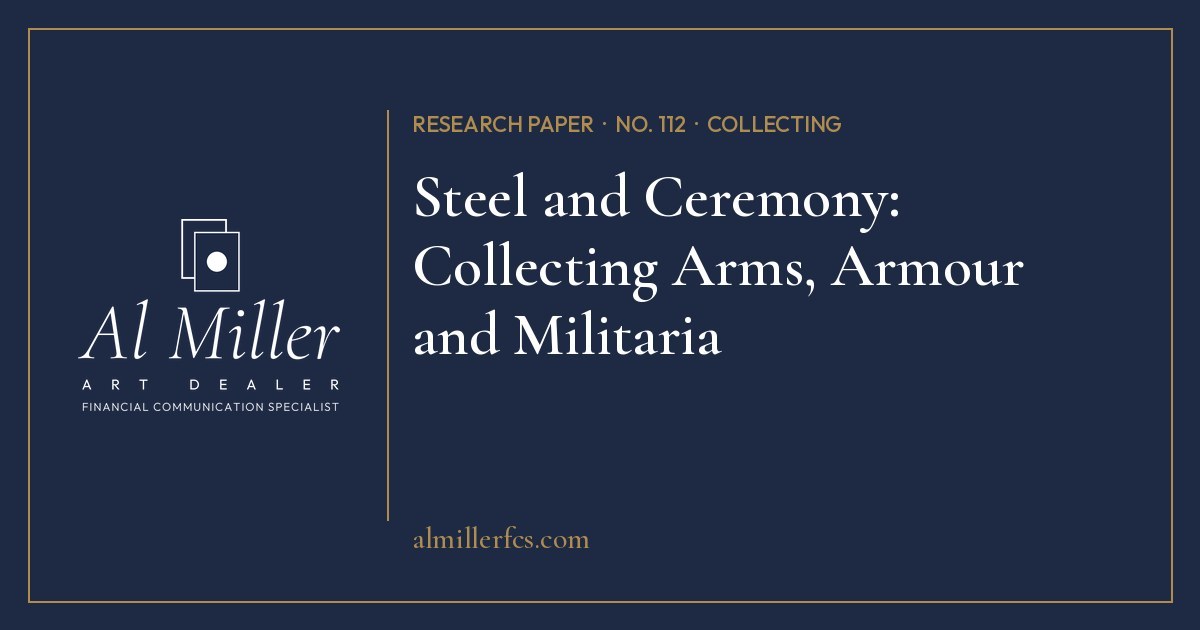 Al Miller
ART DEALER
FINANCIAL COMMUNICATION SPECIALIST
RESEARCH PAPER · NO. 112 · COLLECTING
Steel and Ceremony:
Collecting Arms, Armour
and Militaria
almillerfcs.com